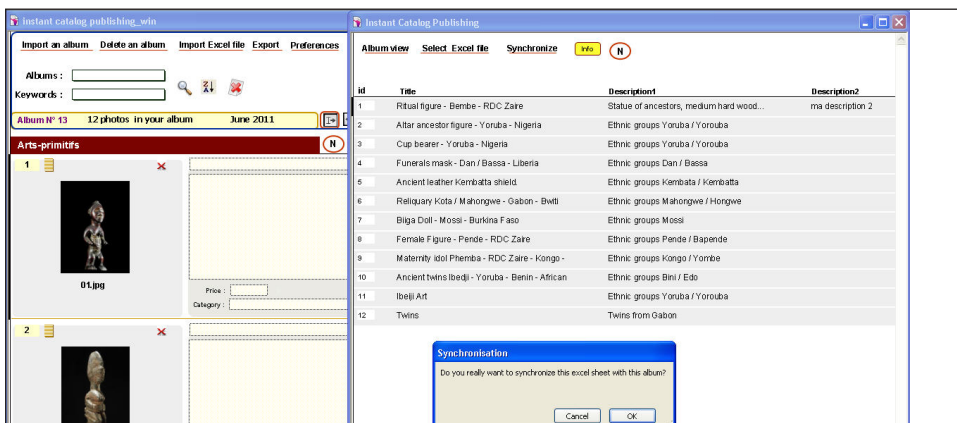 instant catalog publishing_win
Import an album Delete an album Import Excel file Export Preferences
Albums :
Keywords :
Album N° 13 12 photos in your album June 2011
Arts-primitifs N
1
01.jpg
Price :
Category :
2
Instant Catalog Publishing
Album view Select Excel file Synchronize Info N
id Title Description1 Description2
1 Ritual figure - Bembe - RDC Zaire Statue of ancestors, medium hard wood... ma description 2
2 Altar ancestor figure - Yoruba - Nigeria Ethnic groups Yoruba / Yorouba
3 Cup bearer - Yoruba - Nigeria Ethnic groups Yoruba / Yorouba
4 Funerals mask - Dan / Bassa - Liberia Ethnic groups Dan / Bassa
5 Ancient leather Kembatta shield. Ethnic groups Kembata / Kembatta
6 Reliquary Kota / Mahongwe - Gabon - Bwiti Ethnic groups Mahongwe / Hongwe
7 Biiga Doll - Mossi - Burkina Faso Ethnic groups Mossi
8 Female Figure - Pende - RDC Zaire Ethnic groups Pende / Bapende
9 Maternity idol Phemba - RDC Zaire - Kongo - Ethnic groups Kongo / Yombe
10 Ancient twins Ibedji - Yoruba - Benin - African Ethnic groups Bini / Edo
11 Ibeiji Art Ethnic groups Yoruba / Yorouba
12 Twins Twins from Gabon
Synchronisation
Do you really want to synchronize this excel sheet with this album?
Cancel OK